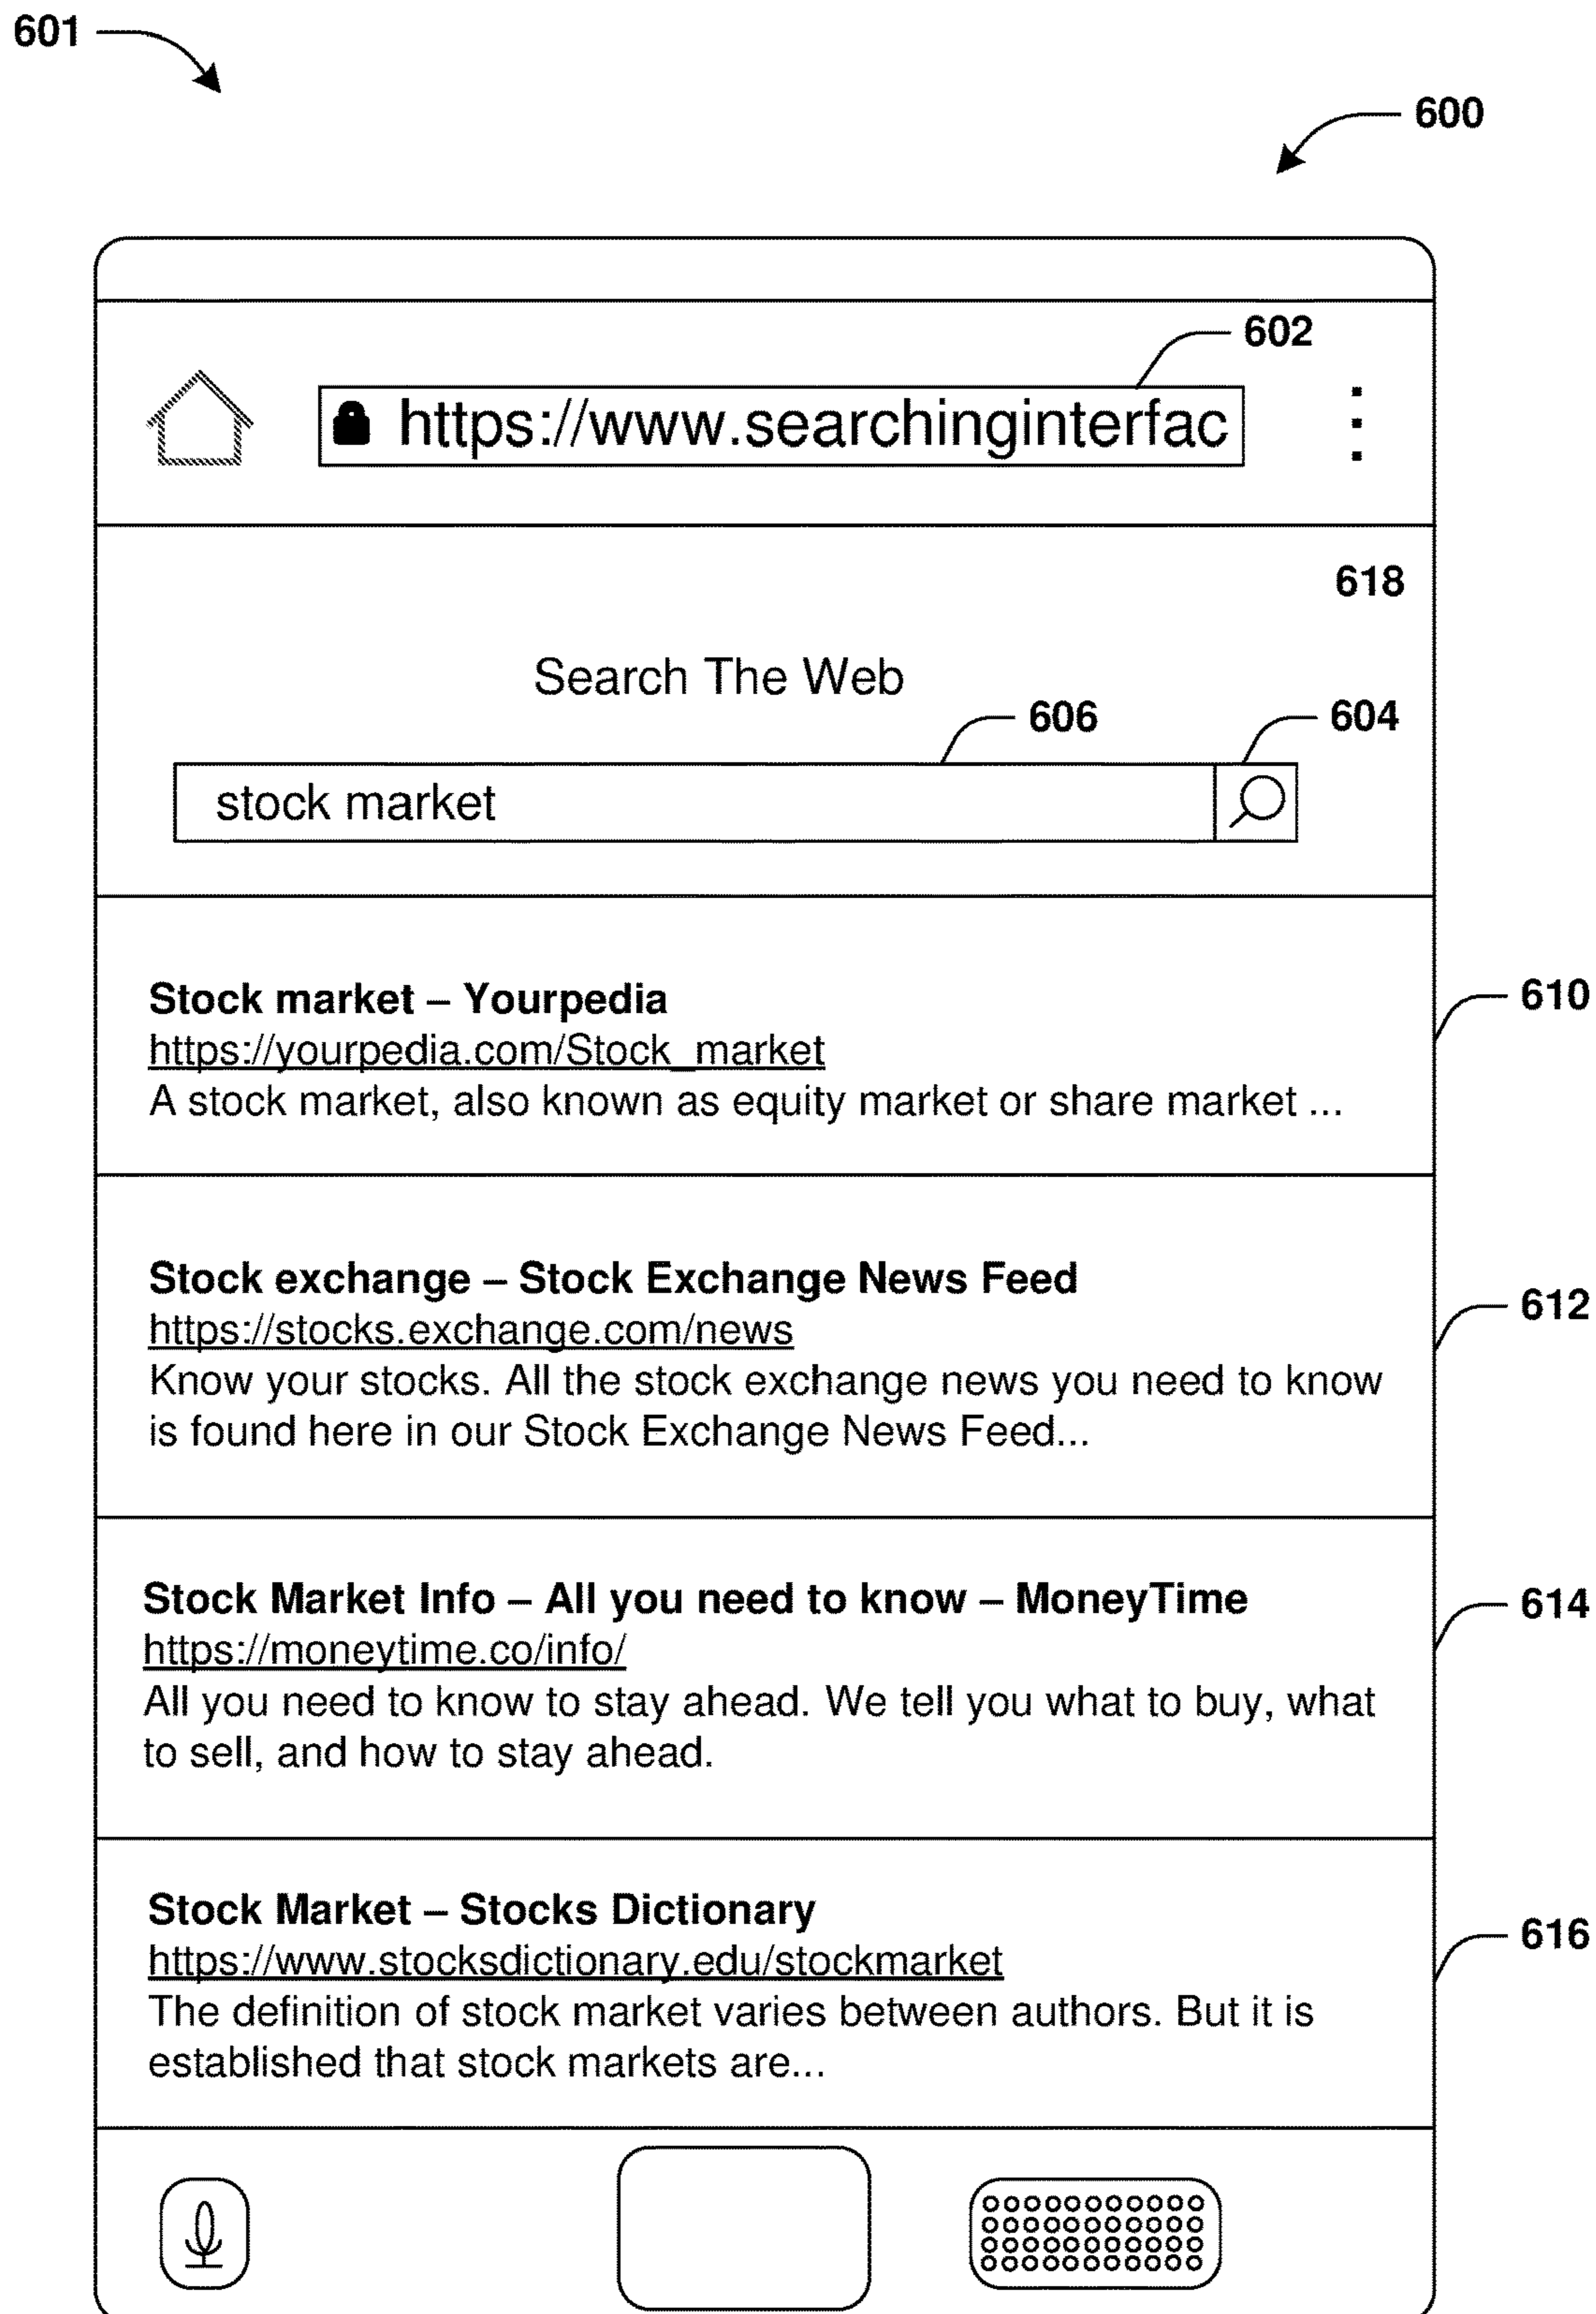 601
600
602
https://www.searchinginterfac
618
Search The Web
606
604
stock market
Stock market – Yourpedia
610
https://yourpedia.com/Stock_market
A stock market, also known as equity market or share market ...
Stock exchange – Stock Exchange News Feed
612
https://stocks.exchange.com/news
Know your stocks. All the stock exchange news you need to know
is found here in our Stock Exchange News Feed...
Stock Market Info – All you need to know – MoneyTime
614
https://moneytime.co/info/
All you need to know to stay ahead. We tell you what to buy, what
to sell, and how to stay ahead.
Stock Market – Stocks Dictionary
616
https://www.stocksdictionary.edu/stockmarket
The definition of stock market varies between authors. But it is
established that stock markets are...